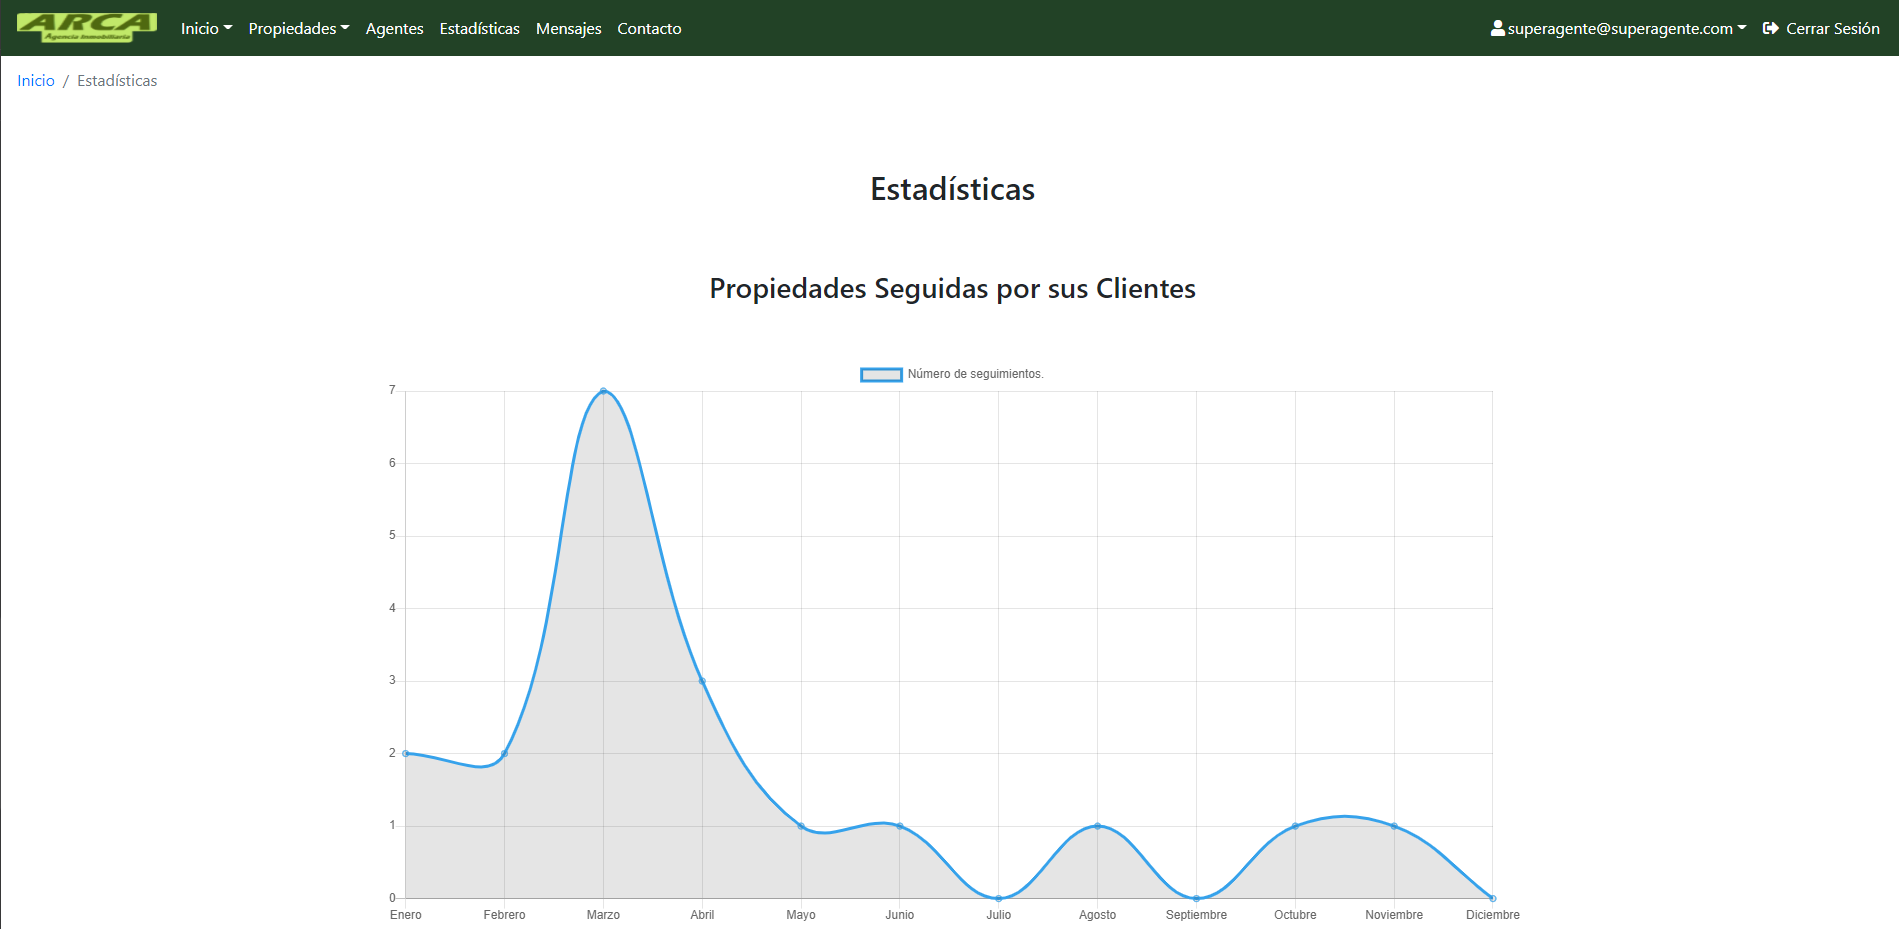 ARCA
Agencia Inmobiliaria
Inicio Propiedades Agentes Estadísticas Mensajes Contacto superagente@superagente.com Cerrar Sesión
Inicio / Estadísticas
Estadísticas
Propiedades Seguidas por sus Clientes
Número de seguimientos.
7
6
5
4
3
2
1
0
Enero Febrero Marzo Abril Mayo Junio Julio Agosto Septiembre Octubre Noviembre Diciembre